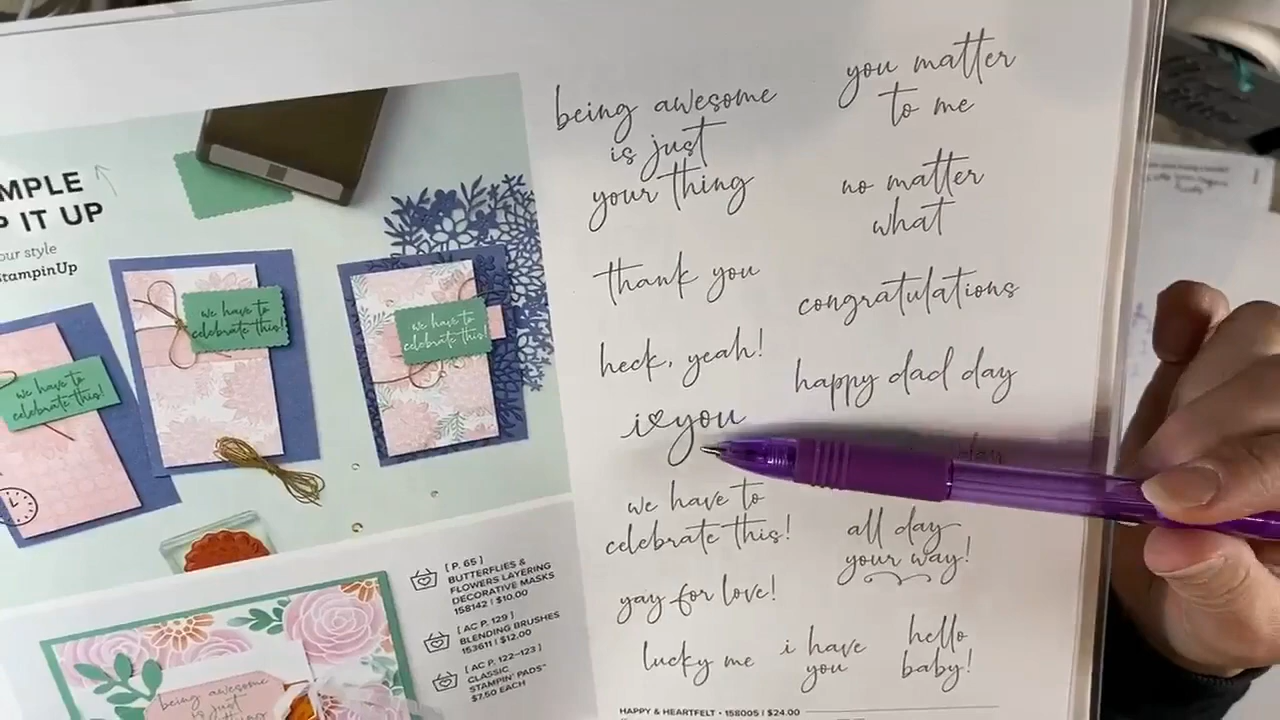 MPLE
P IT UP
our style
StampinUp
we have to
celebrate this!
we have to
celebrate this!
we have to
celebrate this!
[ P. 65 ]
BUTTERFLIES &
FLOWERS LAYERING
DECORATIVE MASKS
158142 | $10.00
[ AC P. 129 ]
BLENDING BRUSHES
153611 | $12.00
[ AC P. 122–123 ]
CLASSIC
STAMPIN' PADS™
$7.50 EACH
being awesome
is just
being awesome
is just
your thing
thank you
heck, yeah!
i♥you
we have to
celebrate this!
yay for love!
lucky me
i have
you
hello
baby!
you matter
to me
no matter
what
congratulations
happy dad day
day
all day
your way!
HAPPY & HEARTFELT • 158005 | $24.00